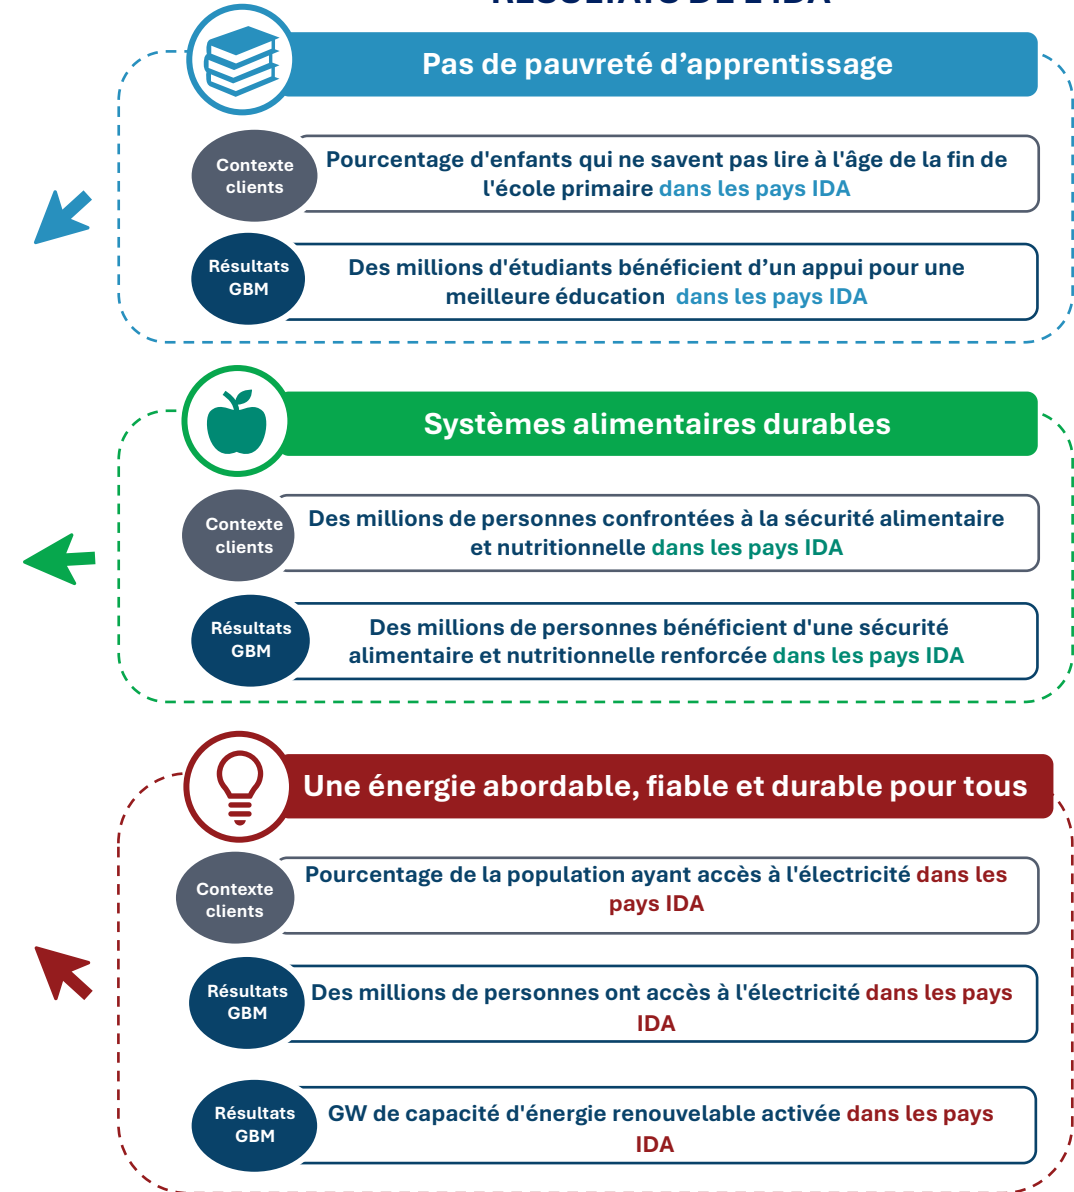 RÉSULTATS DE L'IDA
Pas de pauvreté d’apprentissage
Contexte
clients
Pourcentage d'enfants qui ne savent pas lire à l'âge de la fin de
l'école primaire dans les pays IDA
Résultats
GBM
Des millions d'étudiants bénéficient d’un appui pour une
meilleure éducation dans les pays IDA
Systèmes alimentaires durables
Contexte
clients
Des millions de personnes confrontées à la sécurité alimentaire
et nutritionnelle dans les pays IDA
Résultats
GBM
Des millions de personnes bénéficient d'une sécurité
alimentaire et nutritionnelle renforcée dans les pays IDA
Une énergie abordable, fiable et durable pour tous
Contexte
clients
Pourcentage de la population ayant accès à l'électricité dans les
pays IDA
Résultats
GBM
Des millions de personnes ont accès à l'électricité dans les pays
IDA
Résultats
GBM
GW de capacité d'énergie renouvelable activée dans les pays
IDA